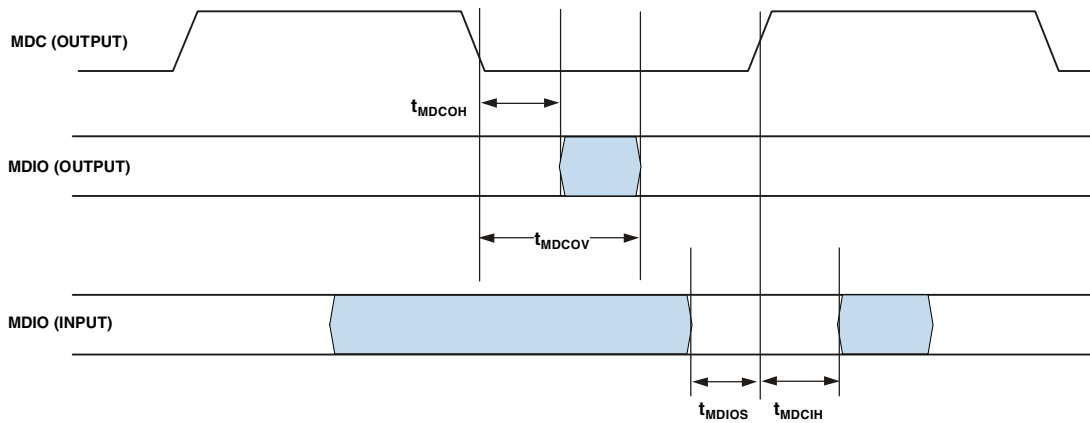 MDC (OUTPUT)
tMDCOH
MDIO (OUTPUT)
tMDCOV
MDIO (INPUT)
tMDIOS
tMDCIH